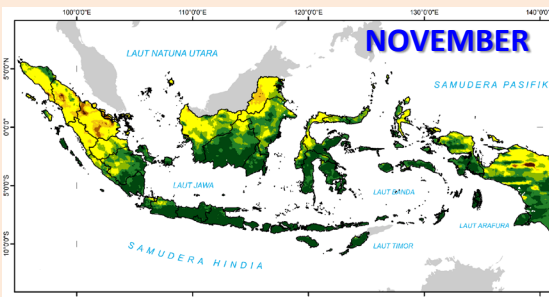 100°0'0"E 110°0'0"E 120°0'0"E 130°0'0"E 140°0'0"E
NOVEMBER
LAUT NATUNA UTARA
5°0'0"N
SAMUDERA PASIFIK
0°0'0"
LAUT JAWA
LAUT BANDA
5°0'0"S
LAUT ARAFURA
SAMUDERA HINDIA
LAUT TIMOR
10°0'0"S